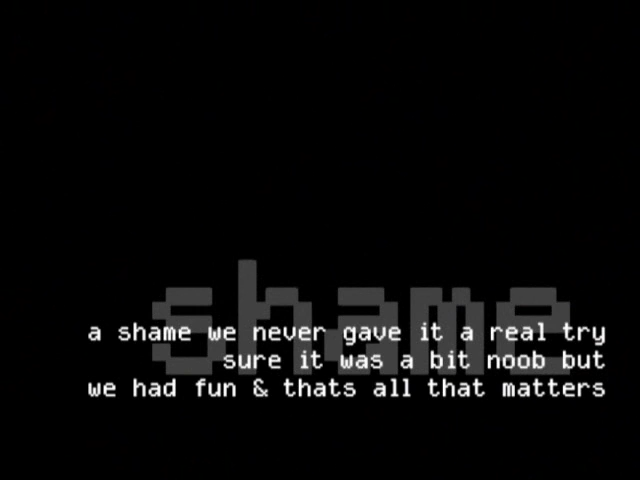 shame
a shame we never gave it a real try
sure it was a bit noob but
we had fun & thats all that matters